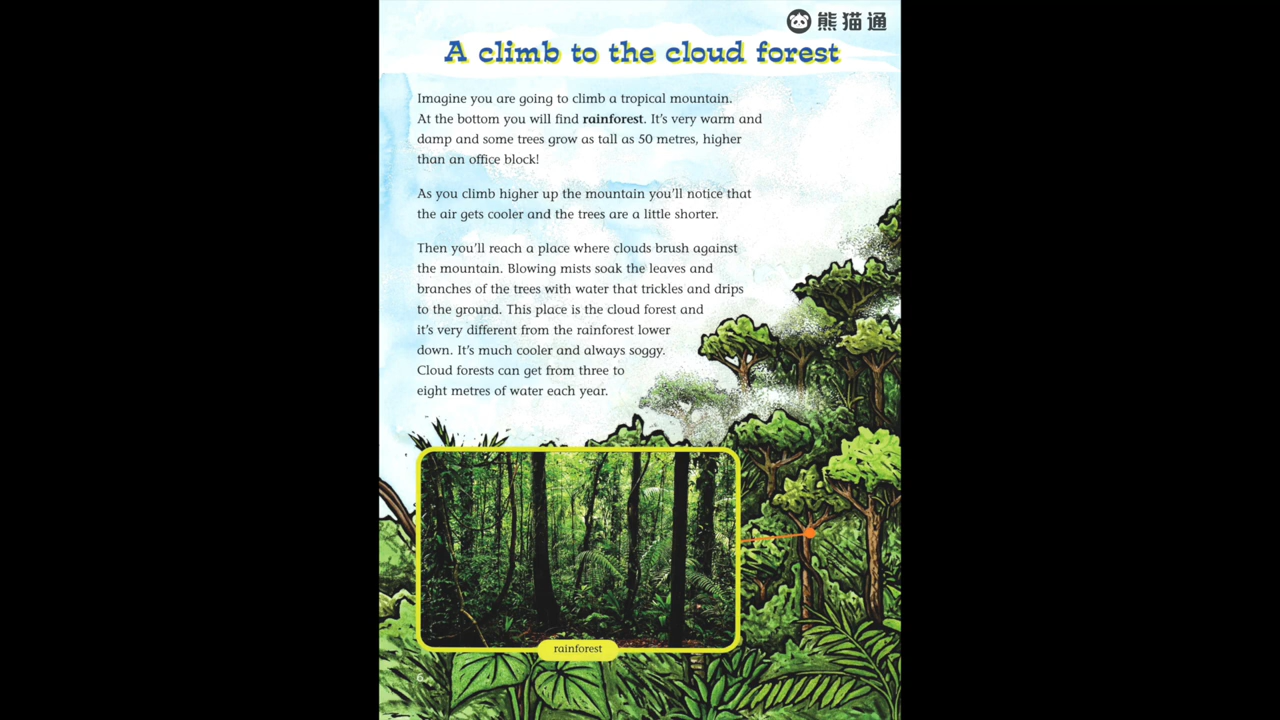 熊猫通
A climb to the cloud forest
Imagine you are going to climb a tropical mountain.
At the bottom you will find rainforest. It's very warm and
damp and some trees grow as tall as 50 metres, higher
than an office block!
As you climb higher up the mountain you'll notice that
the air gets cooler and the trees are a little shorter.
Then you'll reach a place where clouds brush against
the mountain. Blowing mists soak the leaves and
branches of the trees with water that trickles and drips
to the ground. This place is the cloud forest and
it's very different from the rainforest lower
down. It's much cooler and always soggy.
Cloud forests can get from three to
eight metres of water each year.
rainforest
6